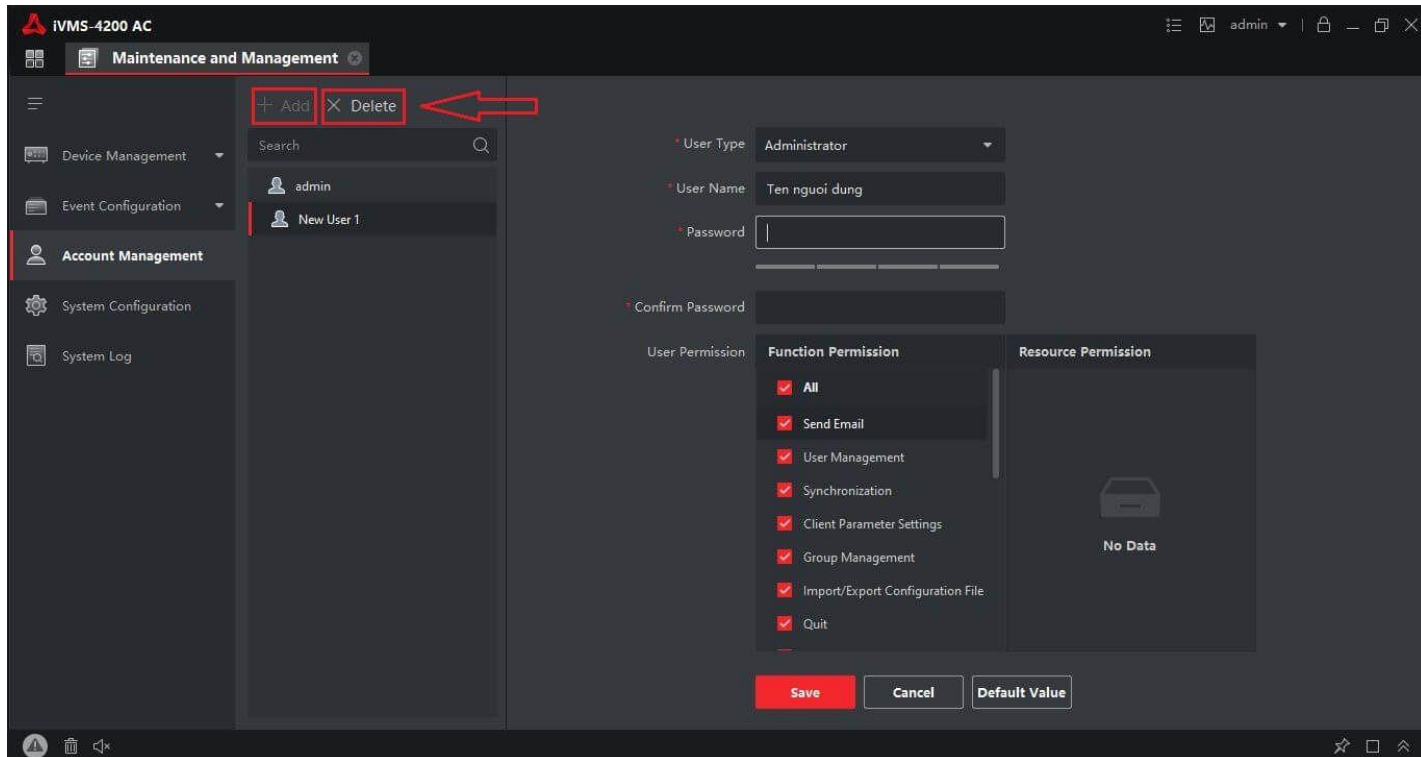 iVMS-4200 AC
admin
Maintenance and Management
Add
Delete
Search
admin
New User 1
Device Management
Event Configuration
Account Management
System Configuration
System Log
* User Type
Administrator
* User Name
Ten nguoi dung
* Password
* Confirm Password
User Permission
Function Permission
Resource Permission
All
Send Email
User Management
Synchronization
Client Parameter Settings
Group Management
Import/Export Configuration File
Quit
No Data
Save
Cancel
Default Value